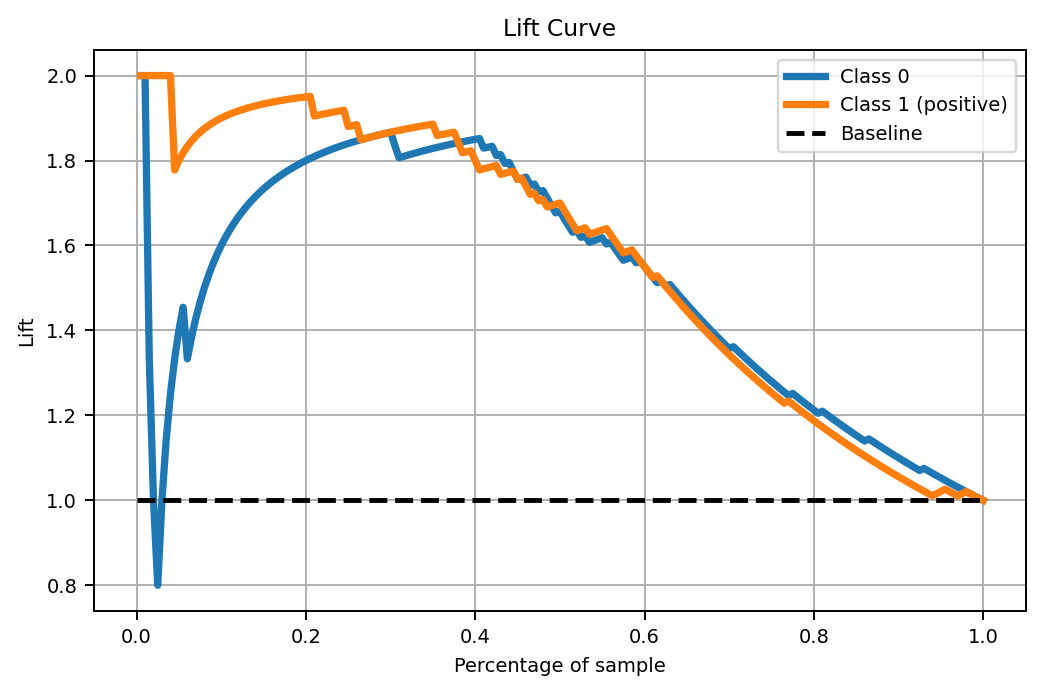 Lift Curve
2.0
1.8
1.6
1.4
1.2
1.0
0.8
Lift
Class 0
Class 1 (positive)
Baseline
0.0 0.2 0.4 0.6 0.8 1.0
Percentage of sample